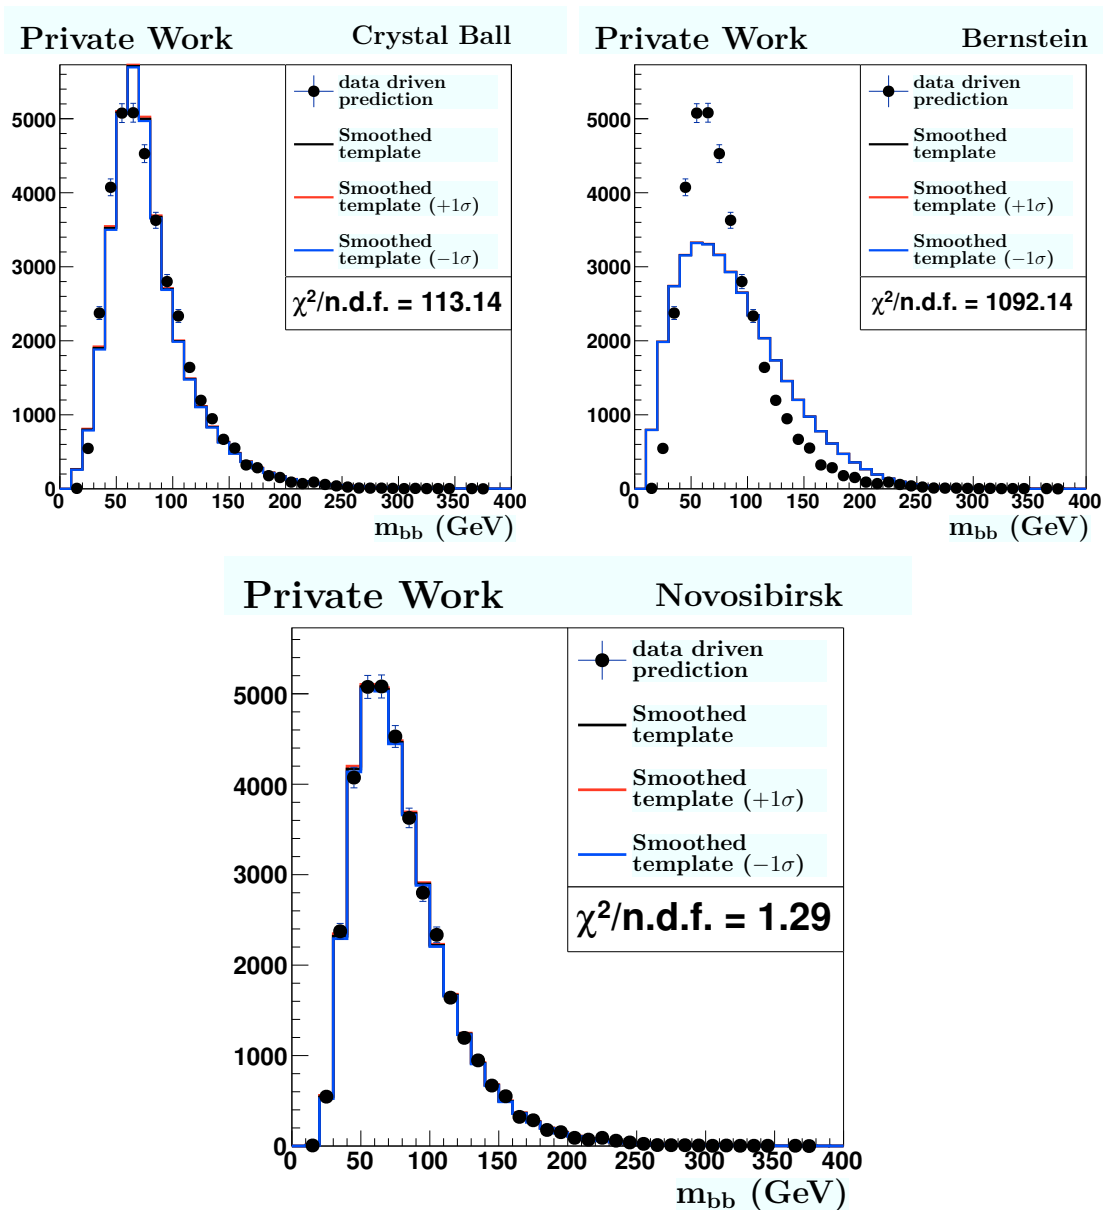 Private Work Crystal Ball
data driven
prediction
Smoothed
template
Smoothed
template (+1σ)
Smoothed
template (−1σ)
χ²/n.d.f. = 113.14
5000
4000
3000
2000
1000
0
0 50 100 150 200 250 300 350 400
m_bb (GeV)
Private Work Bernstein
data driven
prediction
Smoothed
template
Smoothed
template (+1σ)
Smoothed
template (−1σ)
χ²/n.d.f. = 1092.14
5000
4000
3000
2000
1000
0
0 50 100 150 200 250 300 350 400
m_bb (GeV)
Private Work Novosibirsk
data driven
prediction
Smoothed
template
Smoothed
template (+1σ)
Smoothed
template (−1σ)
χ²/n.d.f. = 1.29
5000
4000
3000
2000
1000
0
0 50 100 150 200 250 300 350 400
m_bb (GeV)